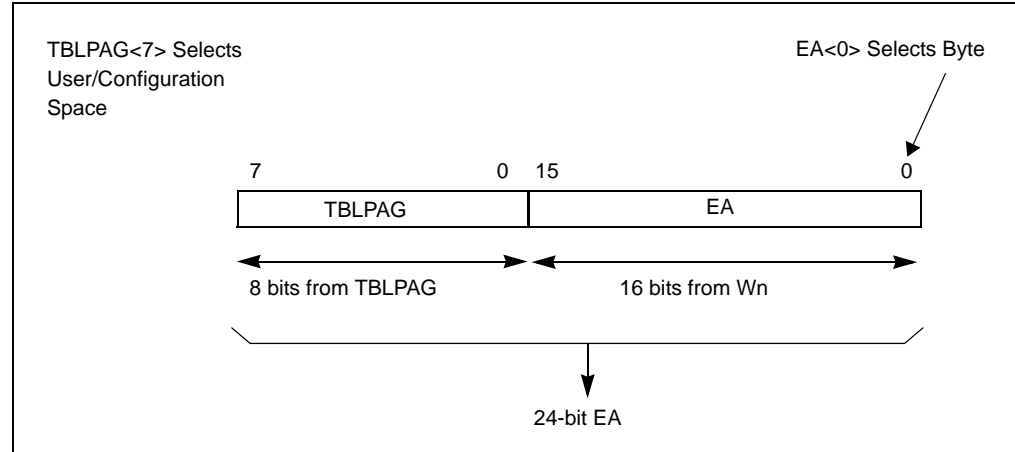 TBLPAG<7> Selects
User/Configuration
Space
EA<0> Selects Byte
7 0 15 0
TBLPAG EA
8 bits from TBLPAG 16 bits from Wn
24-bit EA